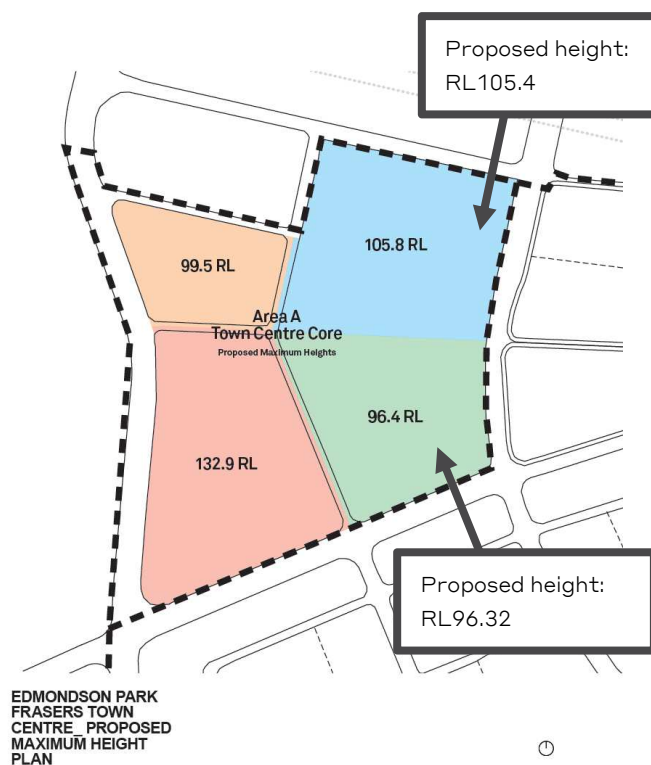 Proposed height:
RL105.4
105.8 RL
99.5 RL
Area A
Town Centre Core
Proposed Maximum Heights
96.4 RL
132.9 RL
Proposed height:
RL96.32
EDMONDSON PARK
FRASERS TOWN
CENTRE_ PROPOSED
MAXIMUM HEIGHT
PLAN